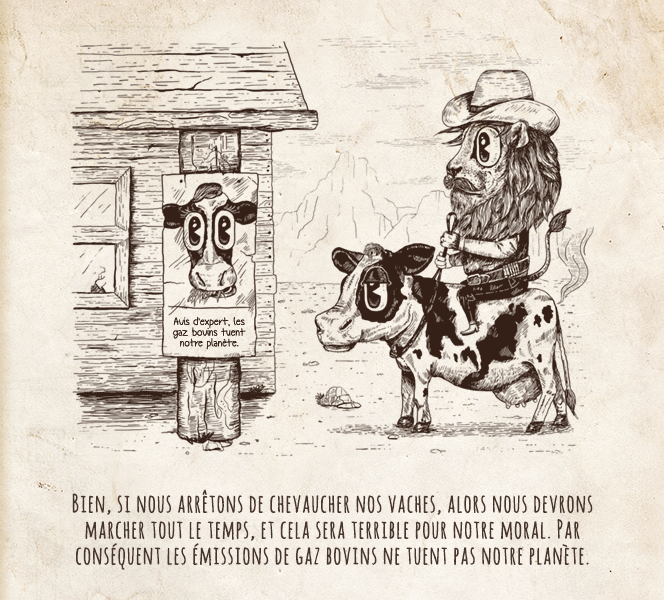 Avis d'expert, les
gaz bovins tuent
notre planète.
Bien, si nous arrêtons de chevaucher nos vaches, alors nous devrons
marcher tout le temps, et cela sera terrible pour notre moral. Par
conséquent les émissions de gaz bovins ne tuent pas notre planète.